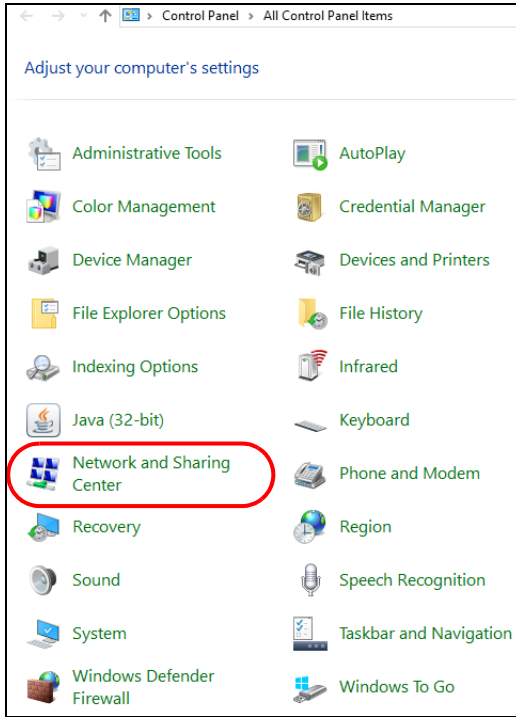 Control Panel > All Control Panel Items
Adjust your computer's settings
Administrative Tools
AutoPlay
Color Management
Credential Manager
Device Manager
Devices and Printers
File Explorer Options
File History
Indexing Options
Infrared
Java (32-bit)
Keyboard
Network and Sharing
Center
Phone and Modem
Recovery
Region
Sound
Speech Recognition
System
Taskbar and Navigation
Windows Defender
Firewall
Windows To Go